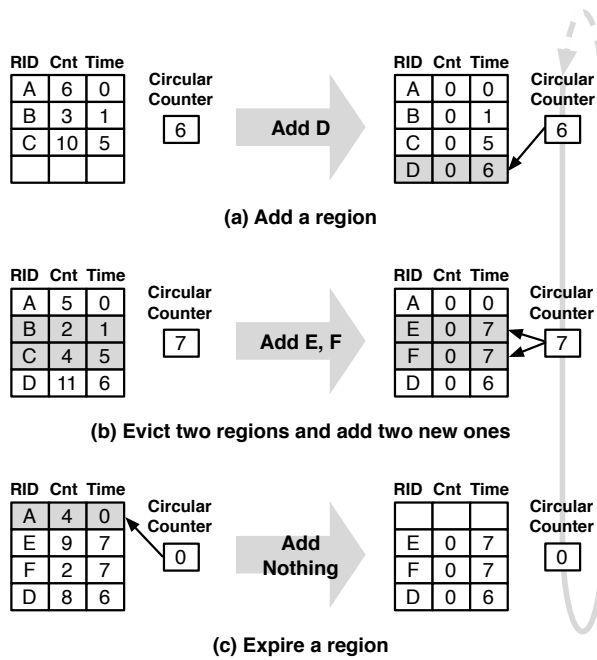 RID Cnt Time
A 6 0
B 3 1
C 10 5
Circular Counter
6
Add D
RID Cnt Time
A 0 0
B 0 1
C 0 5
D 0 6
Circular Counter
6
(a) Add a region
RID Cnt Time
A 5 0
B 2 1
C 4 5
D 11 6
Circular Counter
7
Add E, F
RID Cnt Time
A 0 0
E 0 7
F 0 7
D 0 6
Circular Counter
7
(b) Evict two regions and add two new ones
RID Cnt Time
A 4 0
E 9 7
F 2 7
D 8 6
Circular Counter
0
Add
Nothing
RID Cnt Time
E 0 7
F 0 7
D 0 6
Circular Counter
0
(c) Expire a region